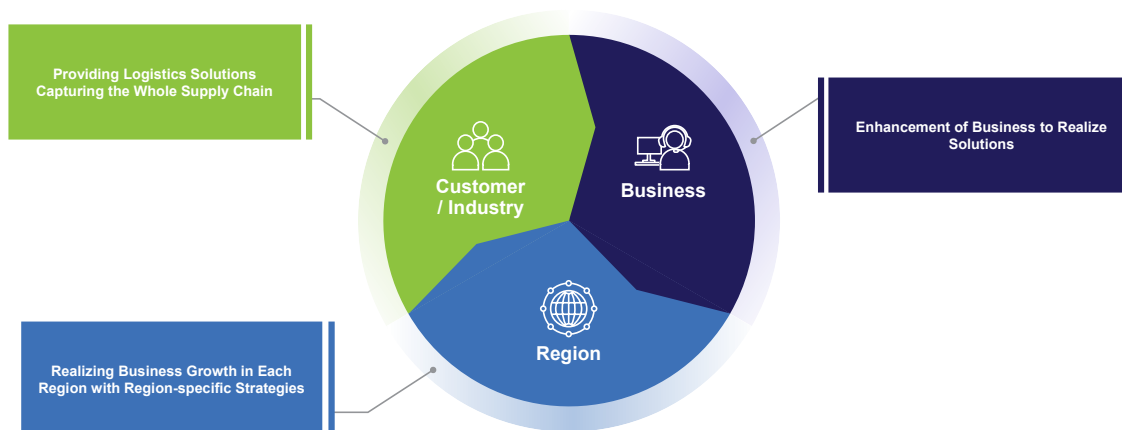 Providing Logistics Solutions
Capturing the Whole Supply Chain
Customer
/ Industry
Business
Enhancement of Business to Realize
Solutions
Region
Realizing Business Growth in Each
Region with Region-specific Strategies